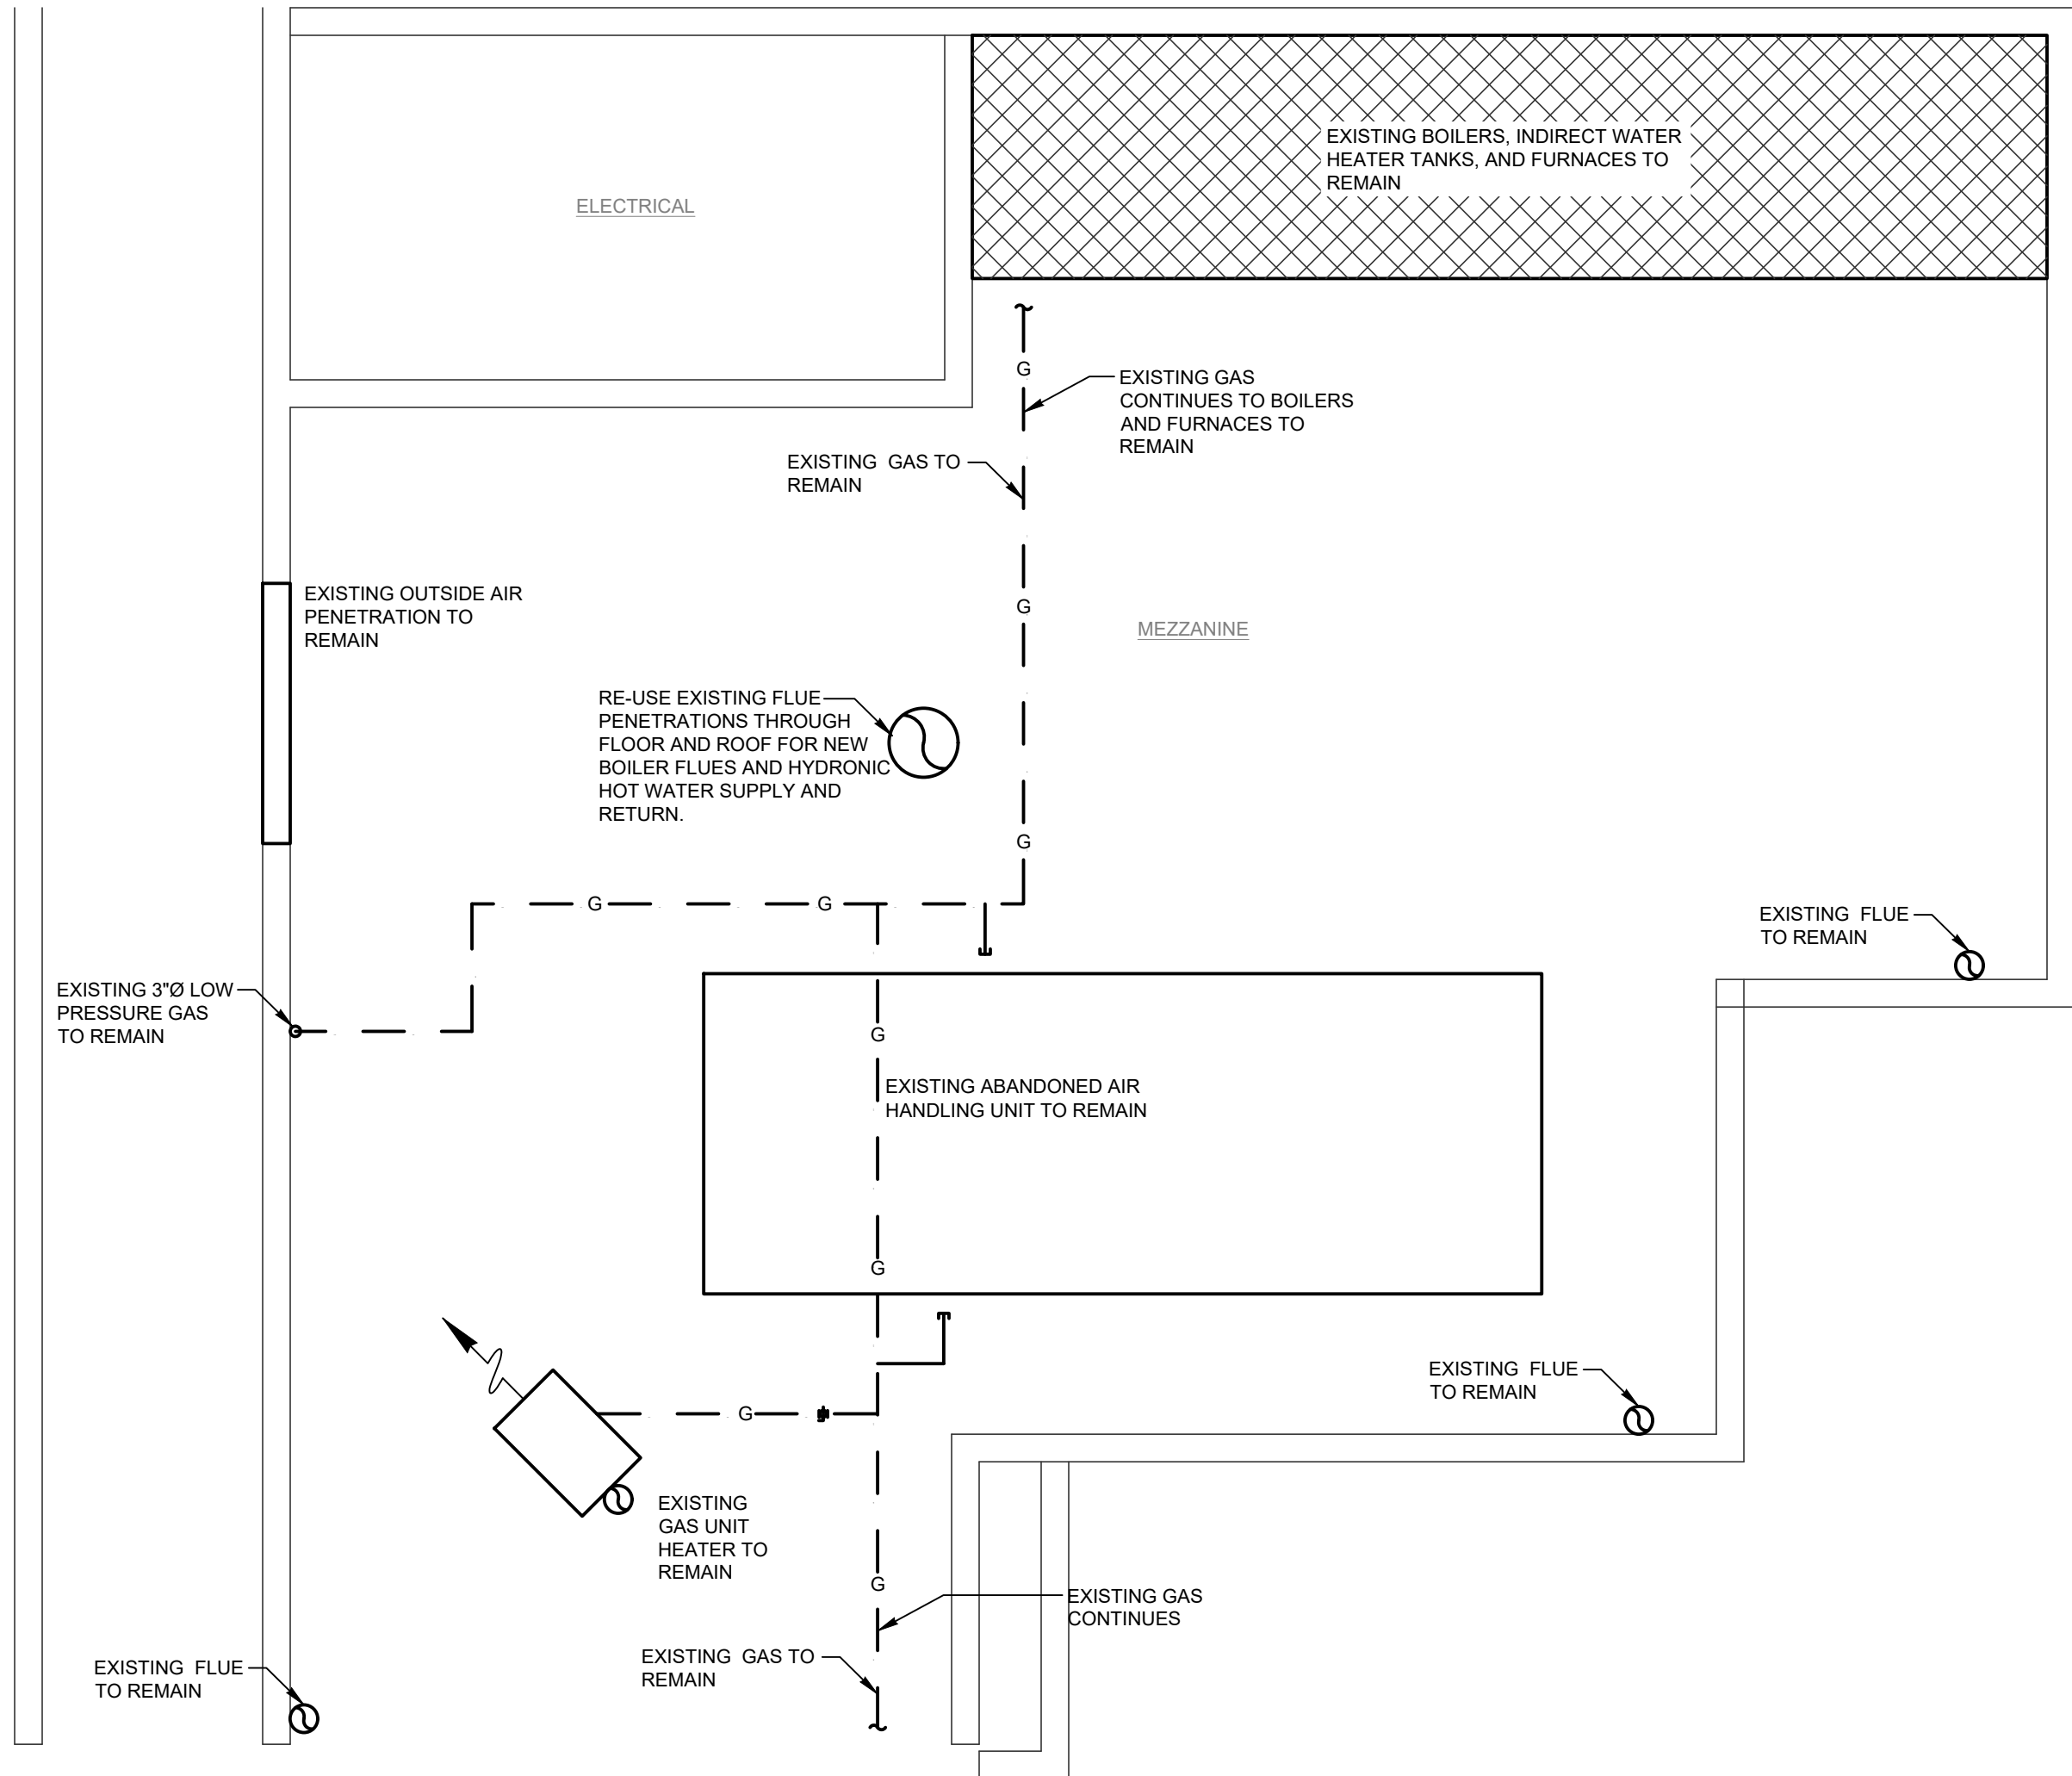 EXISTING BOILERS, INDIRECT WATER
HEATER TANKS, AND FURNACES TO
REMAIN
ELECTRICAL
G
EXISTING GAS
CONTINUES TO BOILERS
AND FURNACES TO
REMAIN
EXISTING GAS TO
REMAIN
EXISTING OUTSIDE AIR
PENETRATION TO
REMAIN
G
MEZZANINE
RE-USE EXISTING FLUE
PENETRATIONS THROUGH
FLOOR AND ROOF FOR NEW
BOILER FLUES AND HYDRONIC
HOT WATER SUPPLY AND
RETURN.
G
G
G
EXISTING FLUE
TO REMAIN
EXISTING 3"Ø LOW
PRESSURE GAS
TO REMAIN
G
EXISTING ABANDONED AIR
HANDLING UNIT TO REMAIN
G
EXISTING FLUE
TO REMAIN
G
EXISTING
GAS UNIT
HEATER TO
REMAIN
G
EXISTING GAS
CONTINUES
EXISTING GAS TO
REMAIN
EXISTING FLUE
TO REMAIN